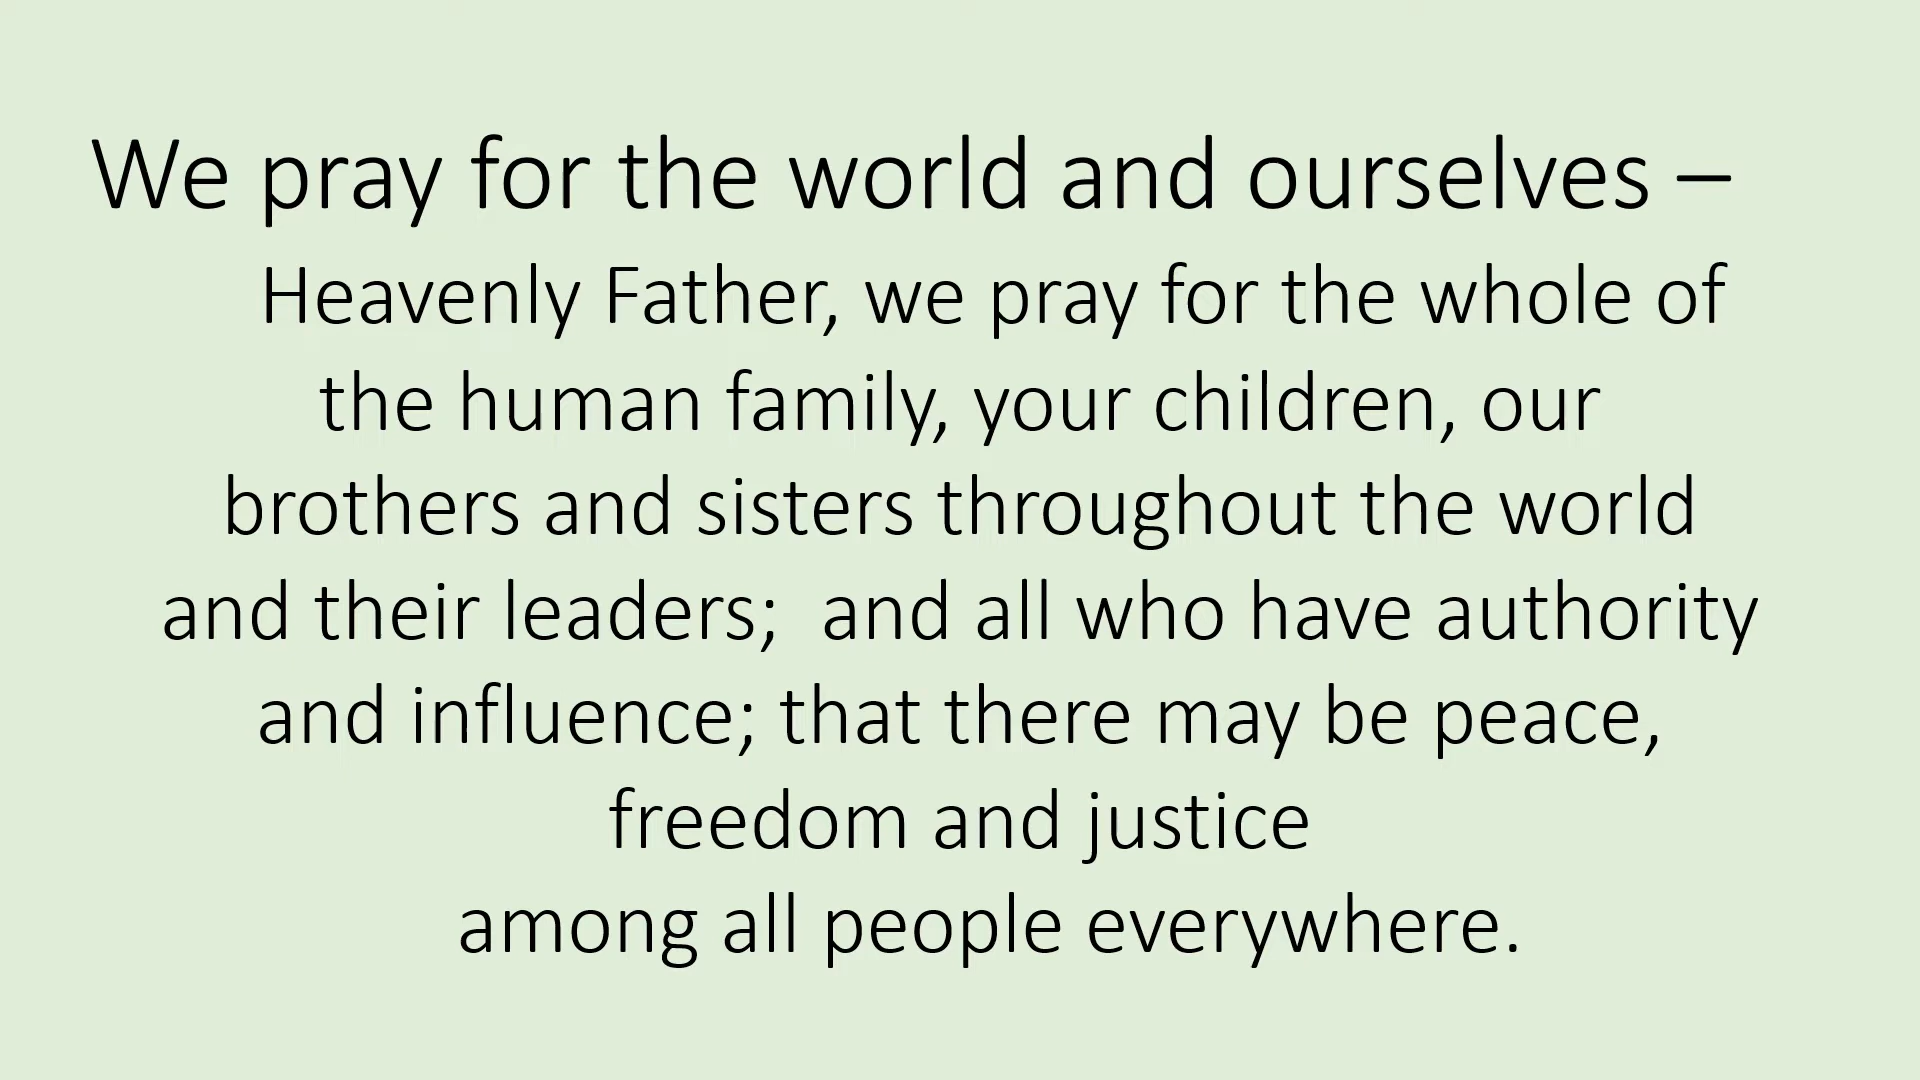 We pray for the world and ourselves –
Heavenly Father, we pray for the whole of
the human family, your children, our
brothers and sisters throughout the world
and their leaders;  and all who have authority
and influence; that there may be peace,
freedom and justice
among all people everywhere.